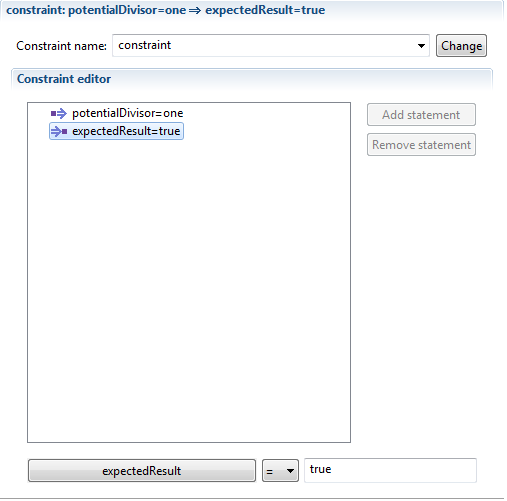 constraint: potentialDivisor=one ⇒ expectedResult=true
Constraint name: constraint Change
Constraint editor
potentialDivisor=one
expectedResult=true
Add statement
Remove statement
expectedResult = true